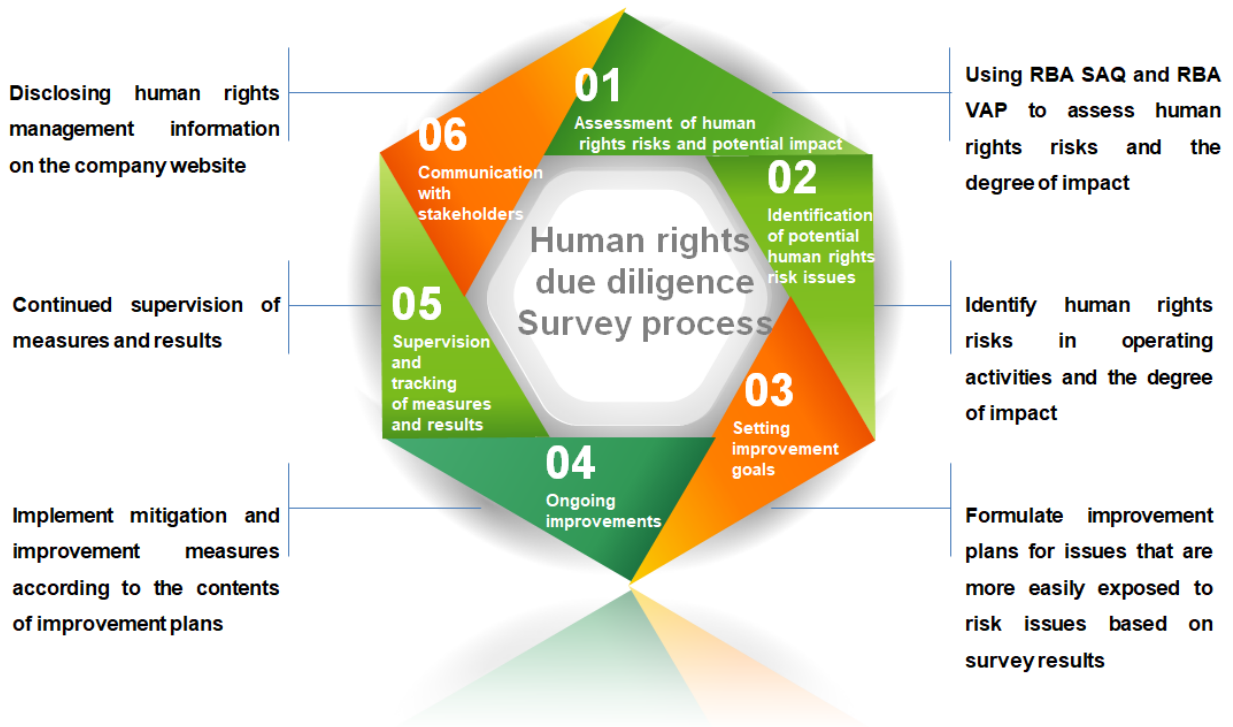 Human rights
due diligence
Survey process
01
Assessment of human
rights risks and potential impact
Using RBA SAQ and RBA
VAP to assess human
rights risks and the
degree of impact
02
Identification
of potential
human rights
risk issues
Identify human rights
risks in operating
activities and the degree
of impact
03
Setting
improvement
goals
Formulate improvement
plans for issues that are
more easily exposed to
risk issues based on
survey results
04
Ongoing
improvements
Implement mitigation and
improvement measures
according to the contents
of improvement plans
05
Supervision
and
tracking
of measures
and results
Continued supervision of
measures and results
06
Communication
with
stakeholders
Disclosing human rights
management information
on the company website